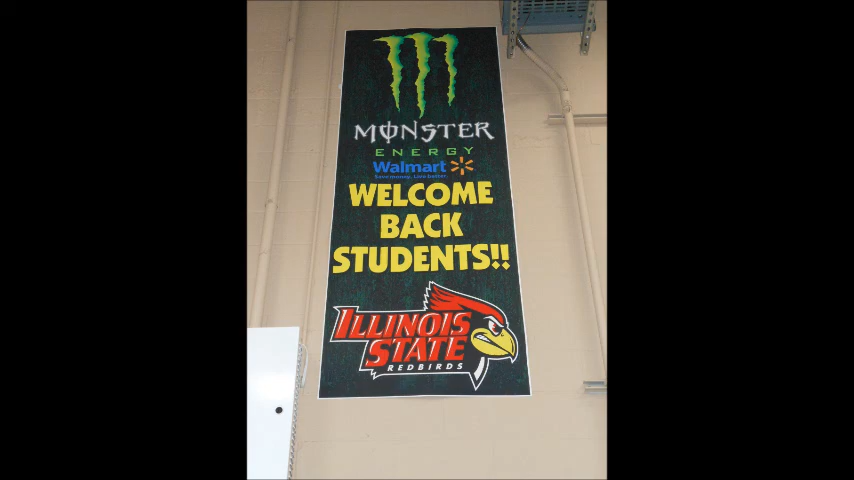 MONSTER
ENERGY
Walmart
Save money. Live better.
WELCOME
BACK
STUDENTS!!
ILLINOIS
STATE
REDBIRDS